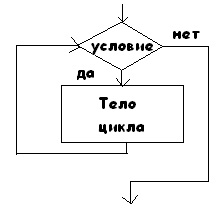 условие
нет
да
Тело
цикла